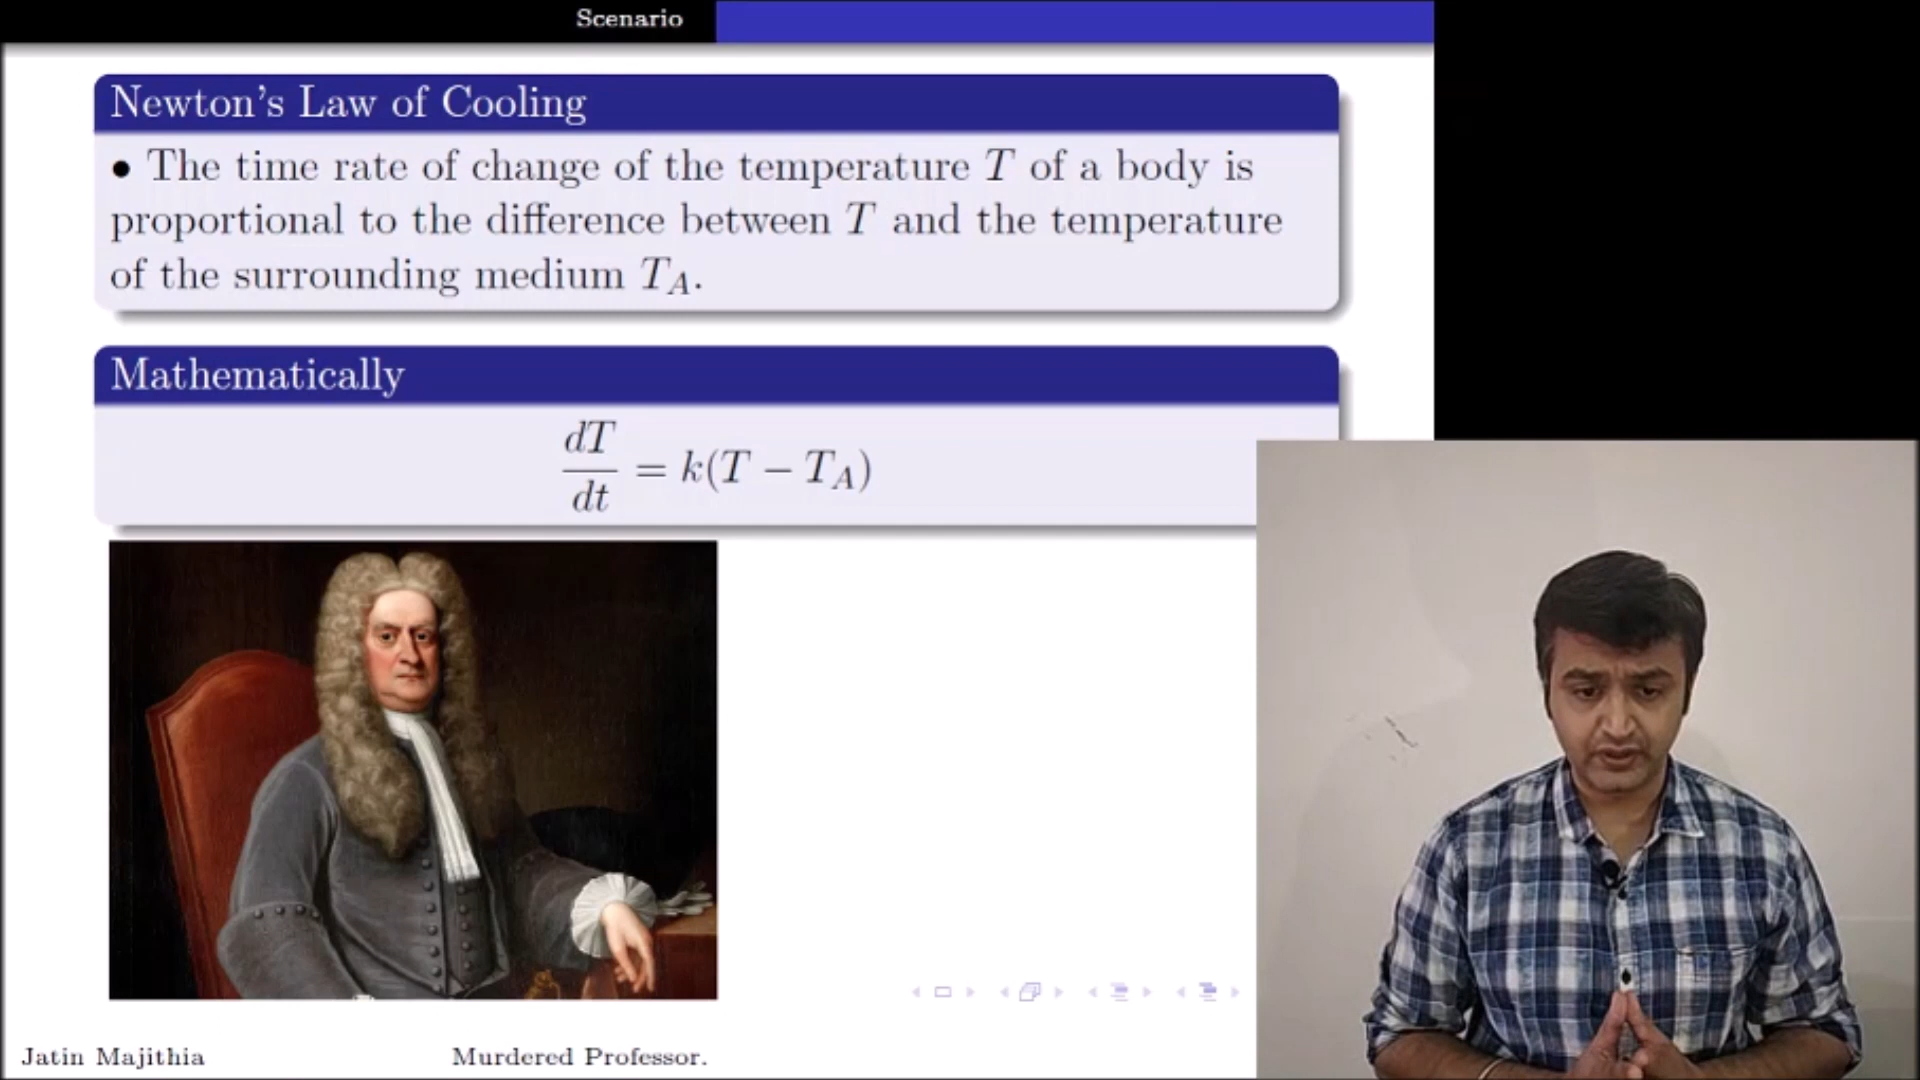 Scenario
Newton's Law of Cooling
• The time rate of change of the temperature T of a body is
proportional to the difference between T and the temperature
of the surrounding medium T_A.
Mathematically
dT/dt = k(T − T_A)
Jatin Majithia
Murdered Professor.